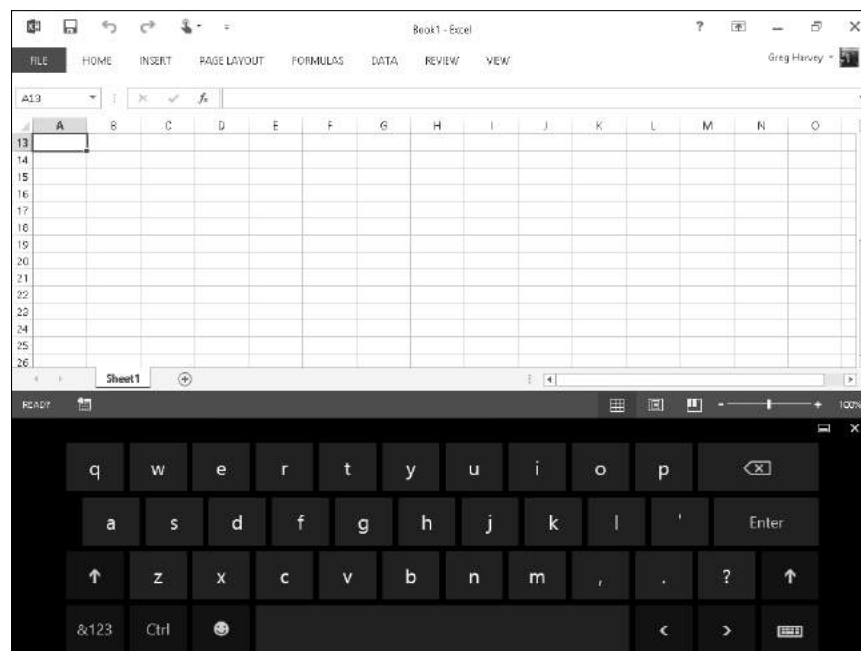 Book1 - Excel ?
FILE HOME INSERT PAGE LAYOUT FORMULAS DATA REVIEW VIEW Greg Harvey
A13 fx
A B C D E F G H I J K L M N O
13
14
15
16
17
18
19
20
21
22
23
24
25
26
Sheet1
READY 100%
q w e r t y u i o p
a s d f g h j k l ' Enter
z x c v b n m , . ?
&123 Ctrl < >